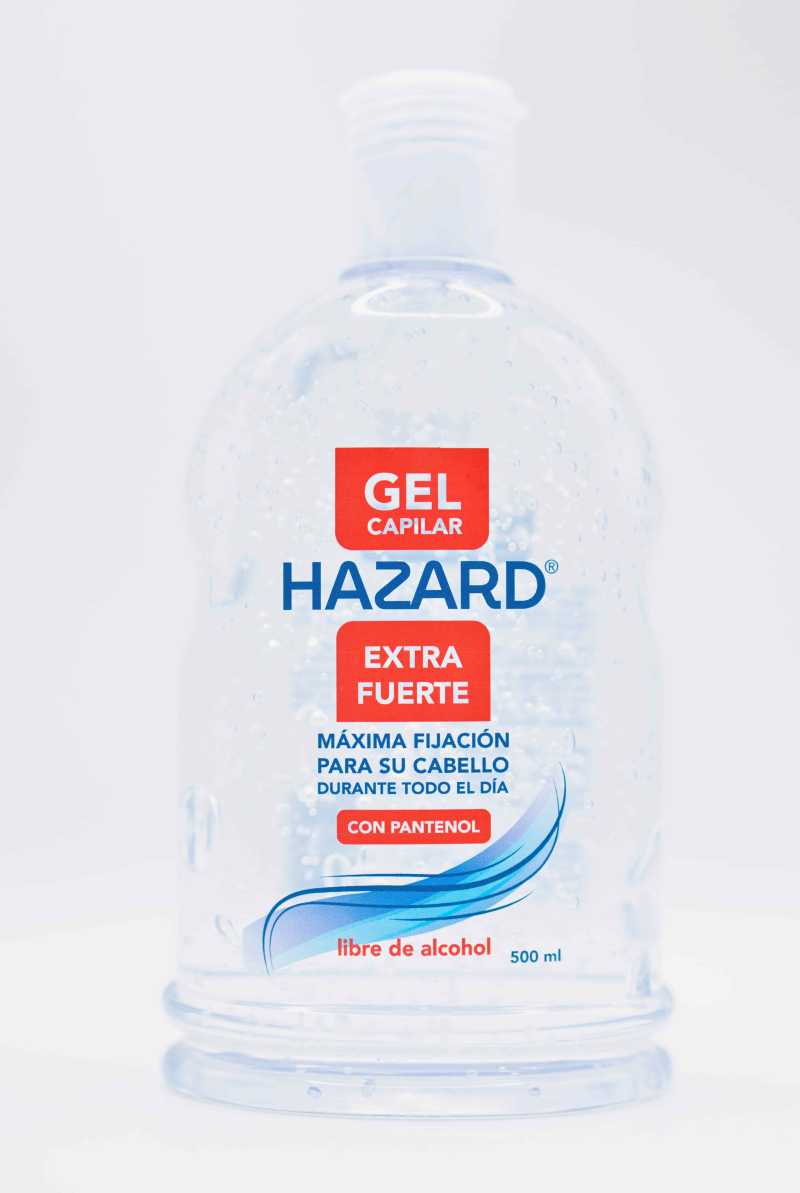 GEL
CAPILAR
HAZARD®
EXTRA
FUERTE
MÁXIMA FIJACIÓN
PARA SU CABELLO
DURANTE TODO EL DÍA
CON PANTENOL
libre de alcohol
500 ml